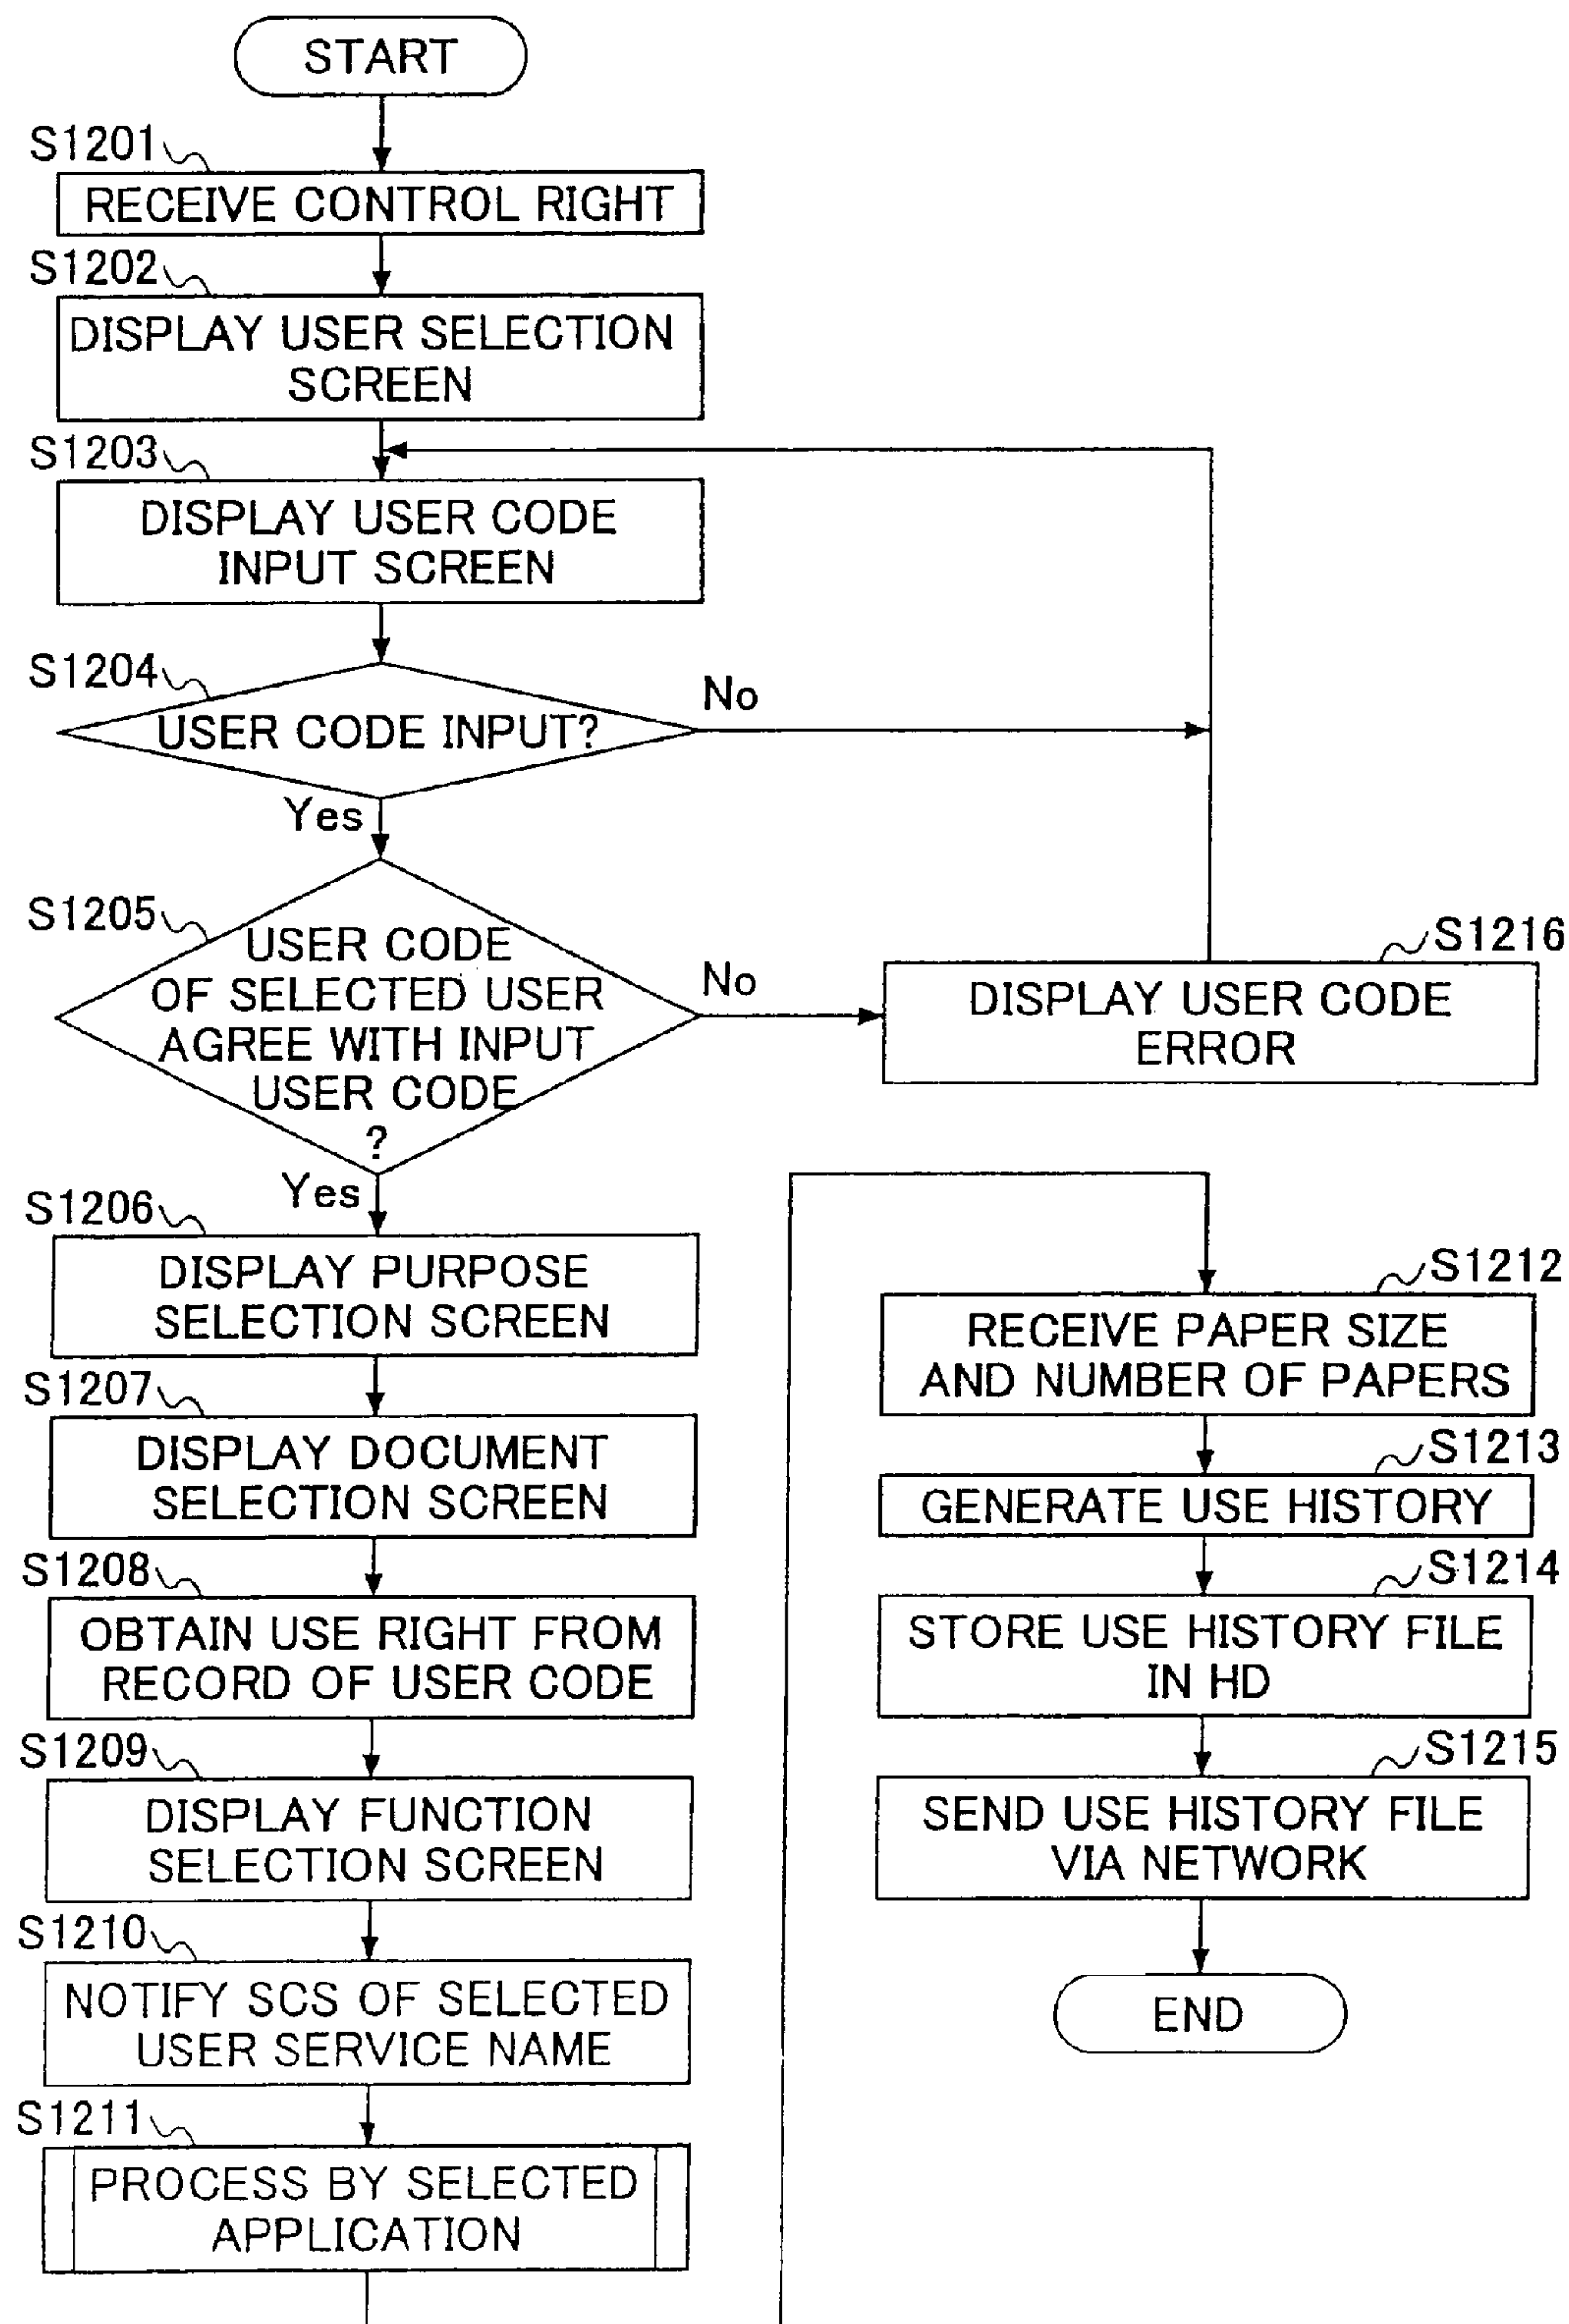 START
S1201
RECEIVE CONTROL RIGHT
S1202
DISPLAY USER SELECTION
SCREEN
S1203
DISPLAY USER CODE
INPUT SCREEN
S1204
USER CODE INPUT?
No
Yes
S1205
USER CODE
OF SELECTED USER
AGREE WITH INPUT
USER CODE
?
No
S1216
DISPLAY USER CODE
ERROR
Yes
S1206
DISPLAY PURPOSE
SELECTION SCREEN
S1207
DISPLAY DOCUMENT
SELECTION SCREEN
S1208
OBTAIN USE RIGHT FROM
RECORD OF USER CODE
S1209
DISPLAY FUNCTION
SELECTION SCREEN
S1210
NOTIFY SCS OF SELECTED
USER SERVICE NAME
S1211
PROCESS BY SELECTED
APPLICATION
S1212
RECEIVE PAPER SIZE
AND NUMBER OF PAPERS
S1213
GENERATE USE HISTORY
S1214
STORE USE HISTORY FILE
IN HD
S1215
SEND USE HISTORY FILE
VIA NETWORK
END